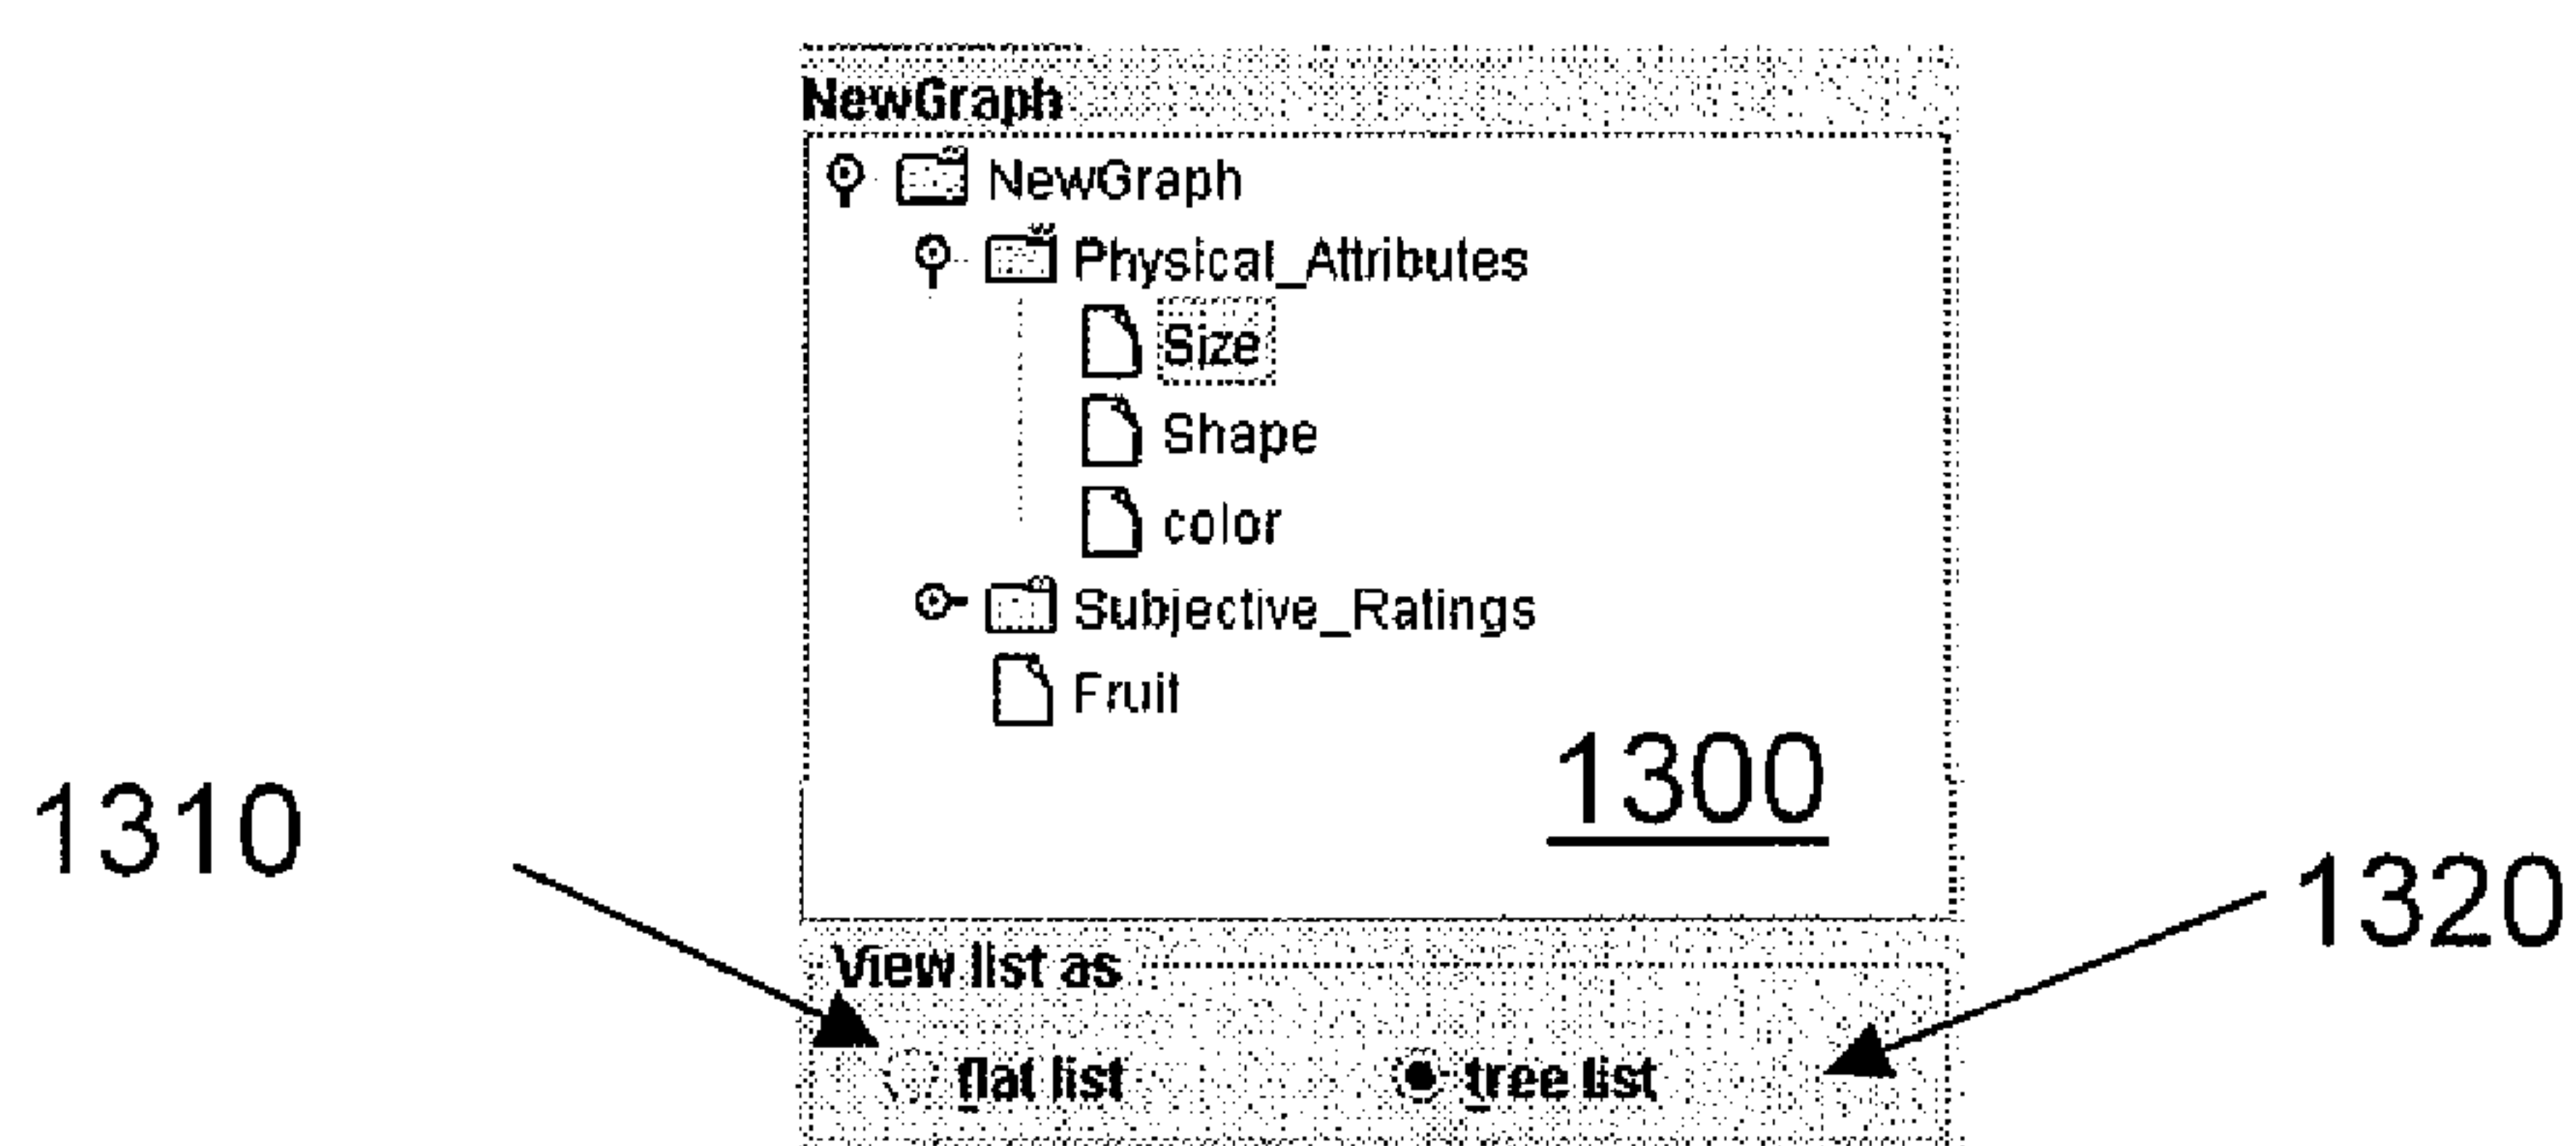 NewGraph
NewGraph
Physical_Attributes
Size
Shape
color
Subjective_Ratings
Fruit
1300
1310
1320
View list as
flat list
tree list